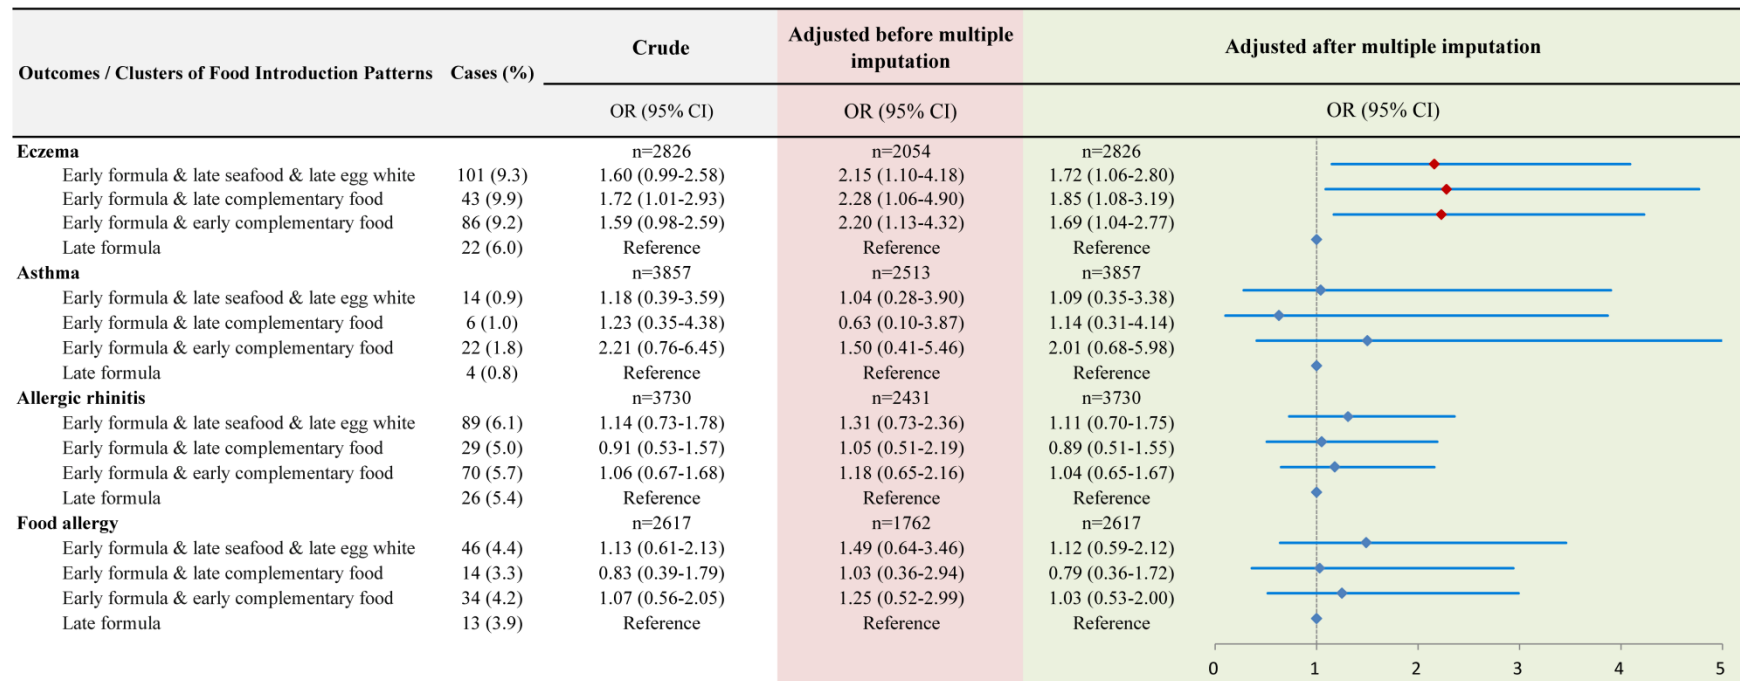 Outcomes / Clusters of Food Introduction Patterns Cases (%) Crude Adjusted before multiple imputation Adjusted after multiple imputation
OR (95% CI) OR (95% CI) OR (95% CI)
Eczema n=2826 n=2054 n=2826
Early formula & late seafood & late egg white 101 (9.3) 1.60 (0.99-2.58) 2.15 (1.10-4.18) 1.72 (1.06-2.80)
Early formula & late complementary food 43 (9.9) 1.72 (1.01-2.93) 2.28 (1.06-4.90) 1.85 (1.08-3.19)
Early formula & early complementary food 86 (9.2) 1.59 (0.98-2.59) 2.20 (1.13-4.32) 1.69 (1.04-2.77)
Late formula 22 (6.0) Reference Reference Reference
Asthma n=3857 n=2513 n=3857
Early formula & late seafood & late egg white 14 (0.9) 1.18 (0.39-3.59) 1.04 (0.28-3.90) 1.09 (0.35-3.38)
Early formula & late complementary food 6 (1.0) 1.23 (0.35-4.38) 0.63 (0.10-3.87) 1.14 (0.31-4.14)
Early formula & early complementary food 22 (1.8) 2.21 (0.76-6.45) 1.50 (0.41-5.46) 2.01 (0.68-5.98)
Late formula 4 (0.8) Reference Reference Reference
Allergic rhinitis n=3730 n=2431 n=3730
Early formula & late seafood & late egg white 89 (6.1) 1.14 (0.73-1.78) 1.31 (0.73-2.36) 1.11 (0.70-1.75)
Early formula & late complementary food 29 (5.0) 0.91 (0.53-1.57) 1.05 (0.51-2.19) 0.89 (0.51-1.55)
Early formula & early complementary food 70 (5.7) 1.06 (0.67-1.68) 1.18 (0.65-2.16) 1.04 (0.65-1.67)
Late formula 26 (5.4) Reference Reference Reference
Food allergy n=2617 n=1762 n=2617
Early formula & late seafood & late egg white 46 (4.4) 1.13 (0.61-2.13) 1.49 (0.64-3.46) 1.12 (0.59-2.12)
Early formula & late complementary food 14 (3.3) 0.83 (0.39-1.79) 1.03 (0.36-2.94) 0.79 (0.36-1.72)
Early formula & early complementary food 34 (4.2) 1.07 (0.56-2.05) 1.25 (0.52-2.99) 1.03 (0.53-2.00)
Late formula 13 (3.9) Reference Reference Reference
0 1 2 3 4 5